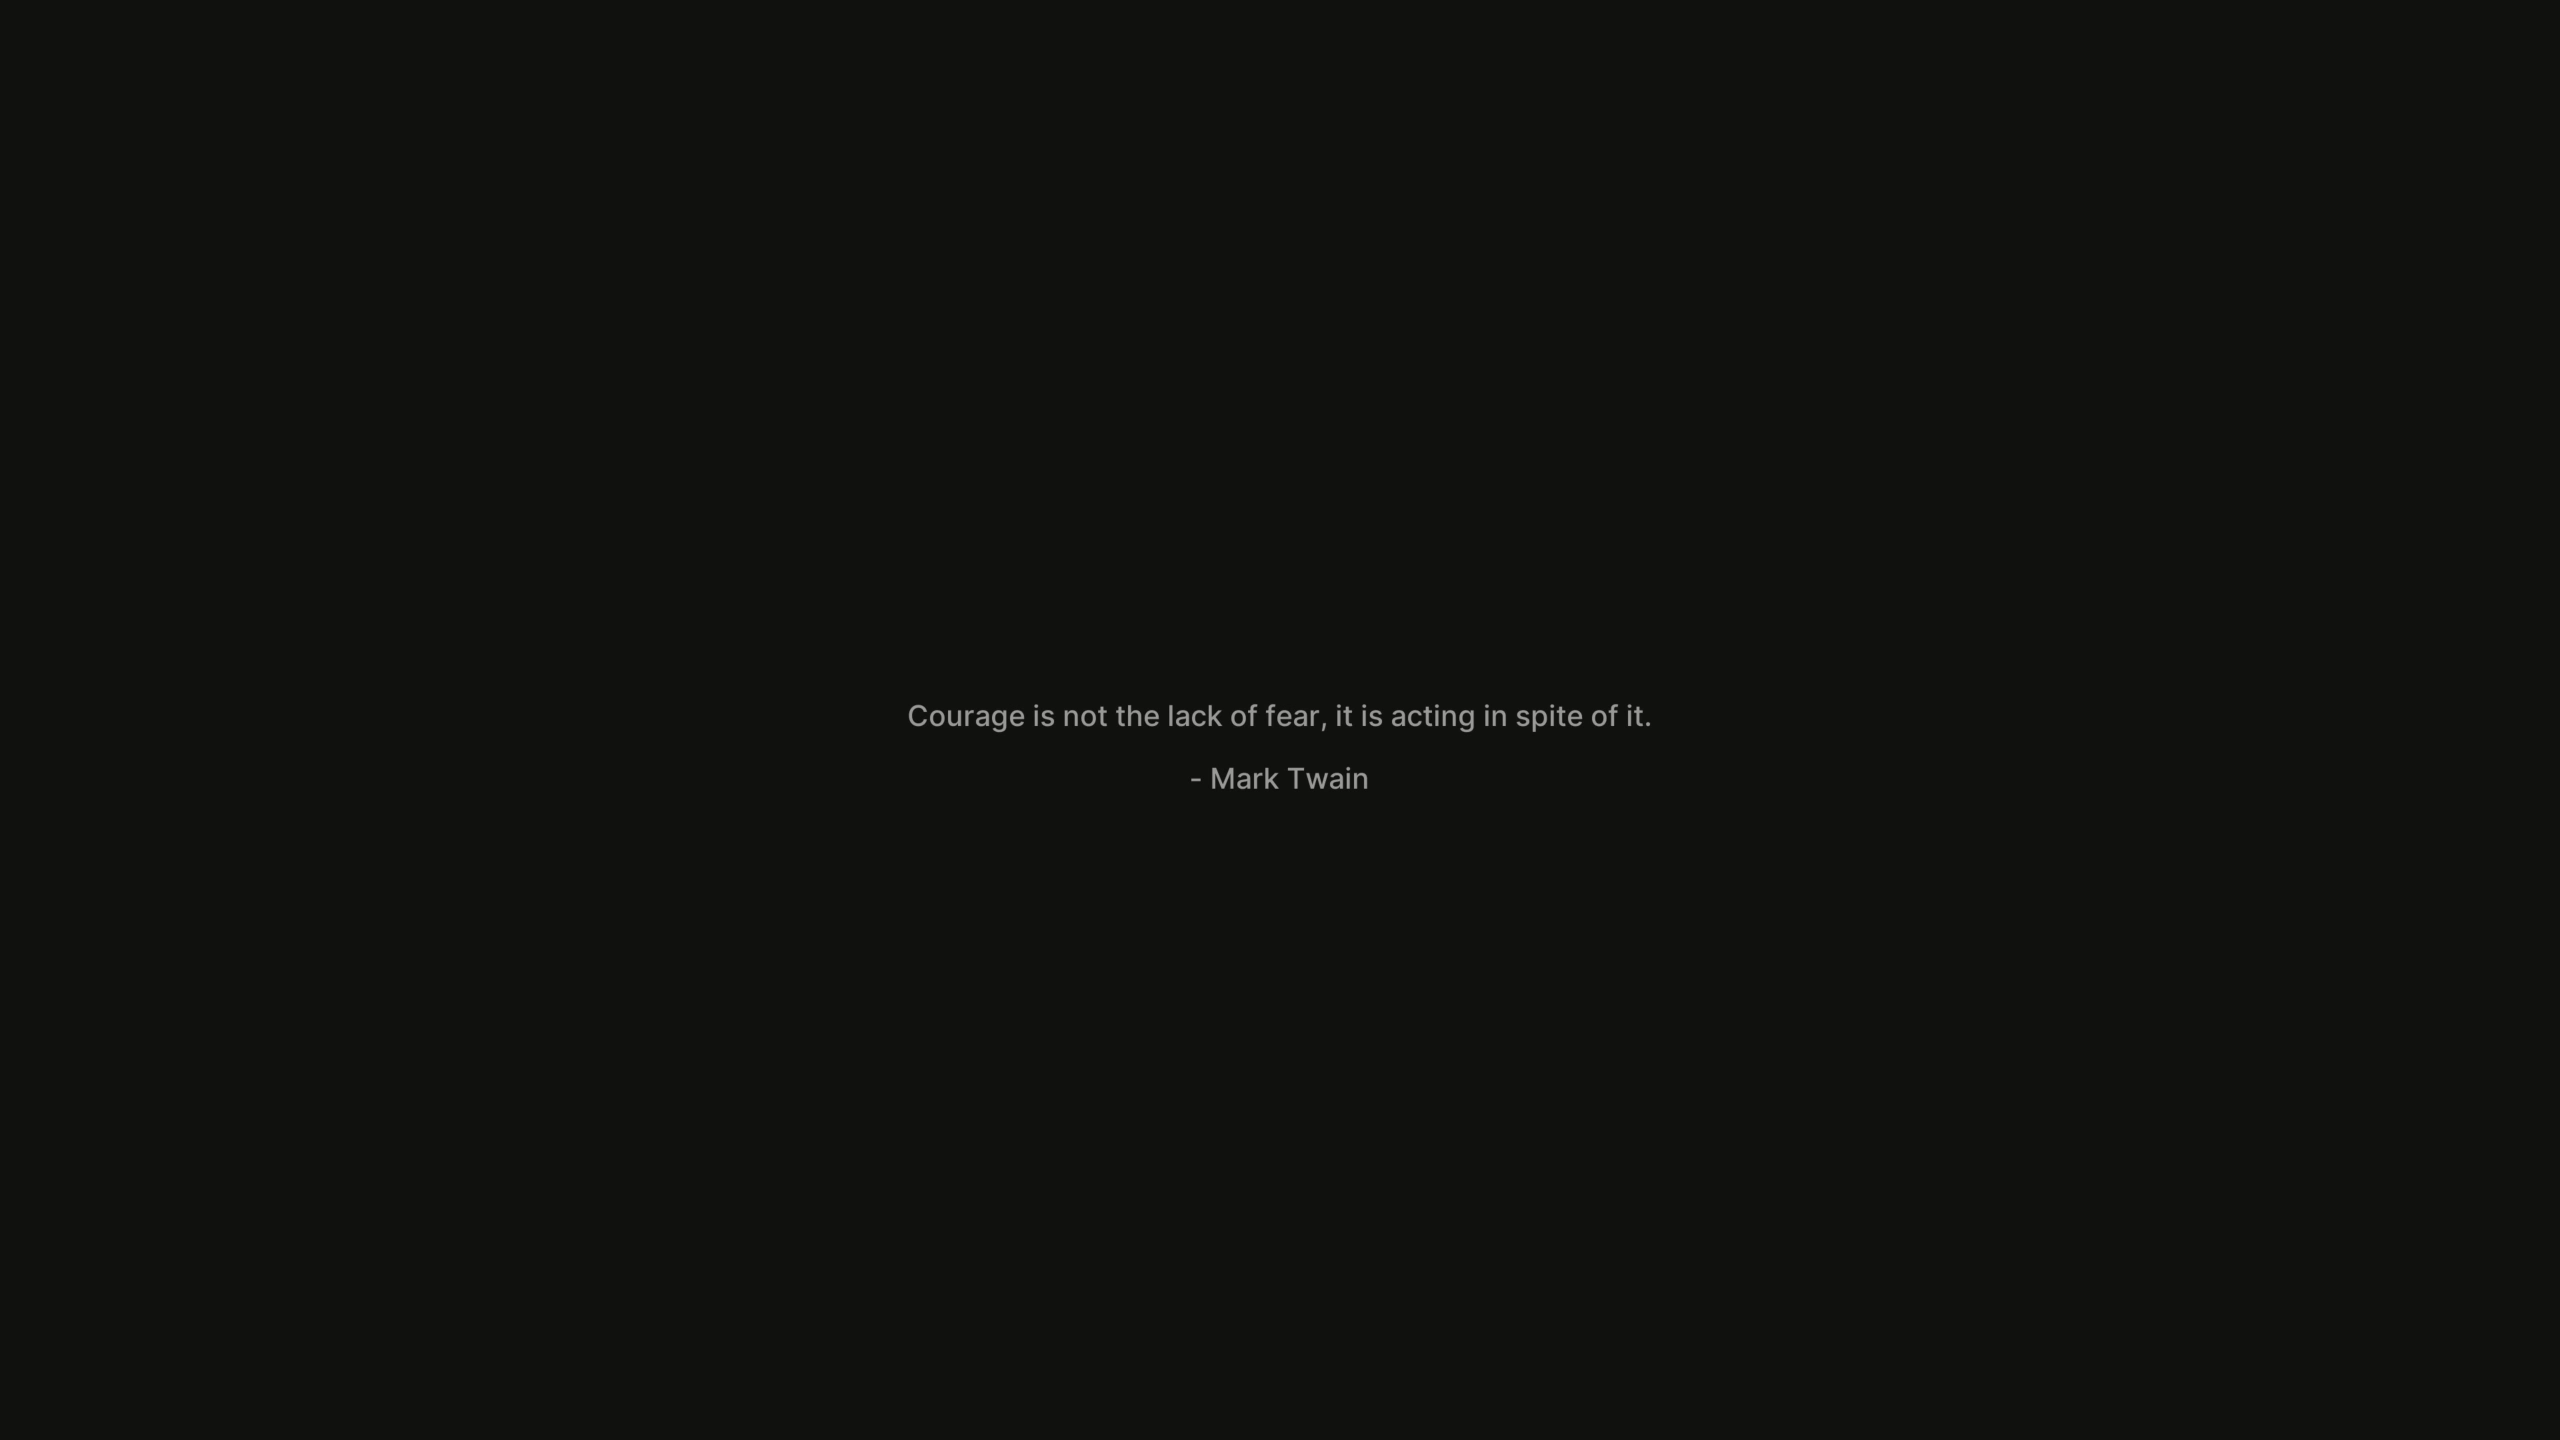 Courage is not the lack of fear, it is acting in spite of it.
- Mark Twain